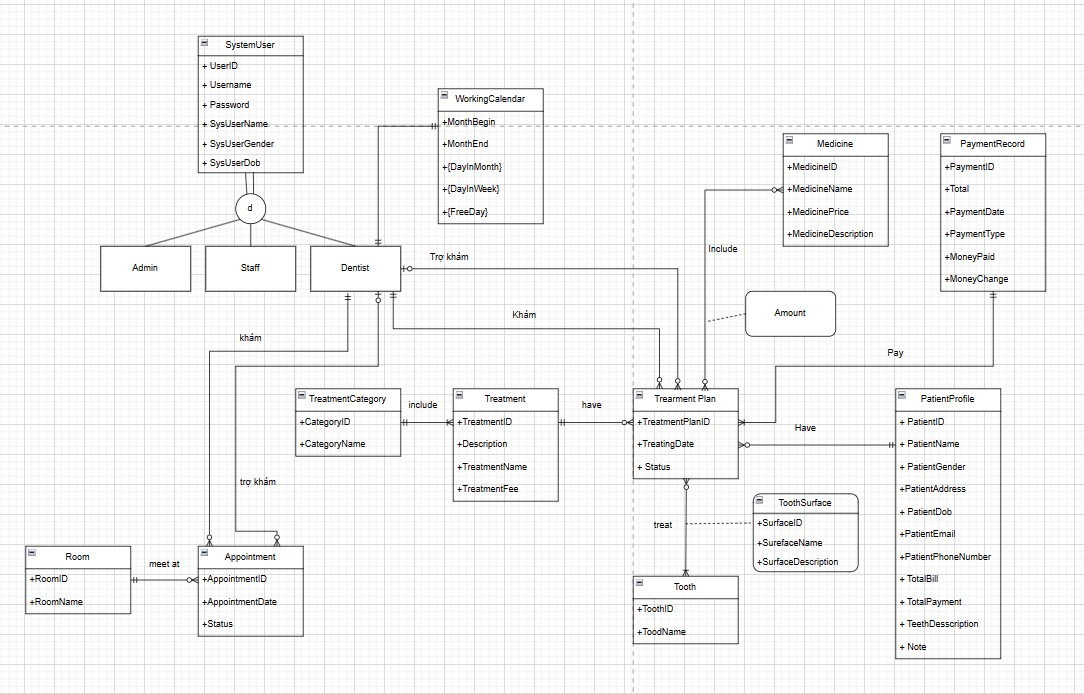 SystemUser
+ UserID
+ Username
+ Password
+ SysUserName
+ SysUserGender
+ SysUserDob
d
Admin
Staff
Dentist
WorkingCalendar
+MonthBegin
+MonthEnd
+{DayInMonth}
+{DayInWeek}
+{FreeDay}
Medicine
+MedicineID
+MedicineName
+MedicinePrice
+MedicineDescription
PaymentRecord
+PaymentID
+Total
+PaymentDate
+PaymentType
+MoneyPaid
+MoneyChange
Trợ khám
Include
Amount
Khám
khám
Pay
TreatmentCategory
+CategoryID
+CategoryName
include
Treatment
+TreatmentID
+Description
+TreatmentName
+TreatmentFee
have
Trearment Plan
+TreatmentPlanID
+TreatingDate
+ Status
Have
PatientProfile
+ PatientID
+ PatientName
+ PatientGender
+PatientAddress
+ PatientDob
+PatientEmail
+PatientPhoneNumber
+ TotalBill
+ TotalPayment
+ TeethDesscription
+ Note
trợ khám
treat
ToothSurface
+SurfaceID
+SurefaceName
+SurfaceDescription
Room
+RoomID
+RoomName
meet at
Appointment
+AppointmentID
+AppointmentDate
+Status
Tooth
+ToothID
+ToodName